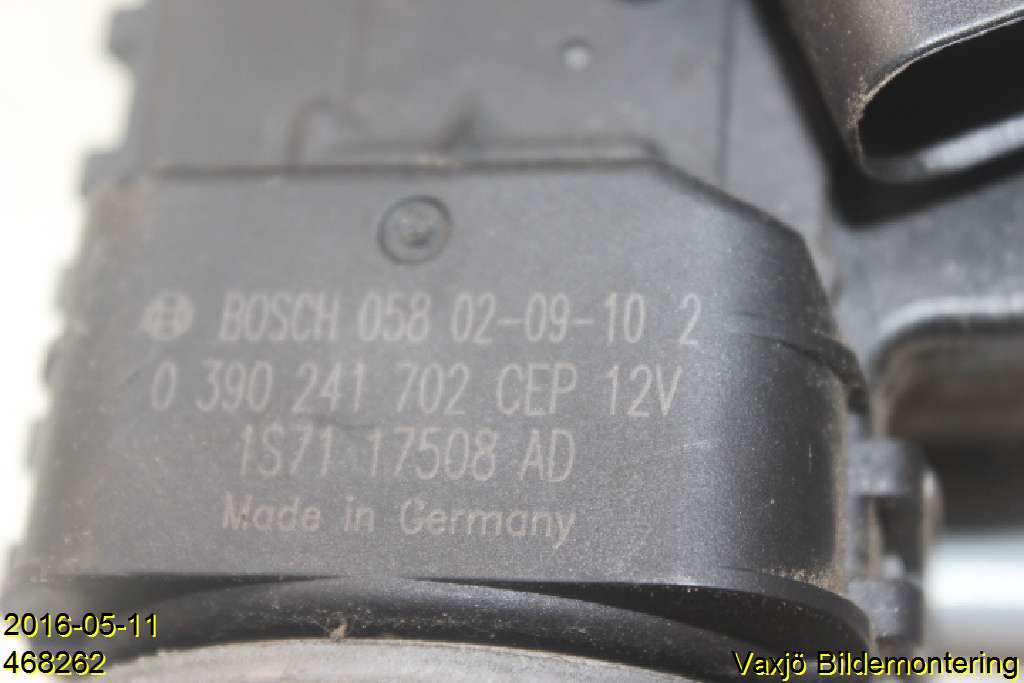 BOSCH 058 02-09-10 2
0 390 241 702 CEP 12V
1S71 17508 AD
Made in Germany
2016-05-11
468262
Vaxjö Bildemontering